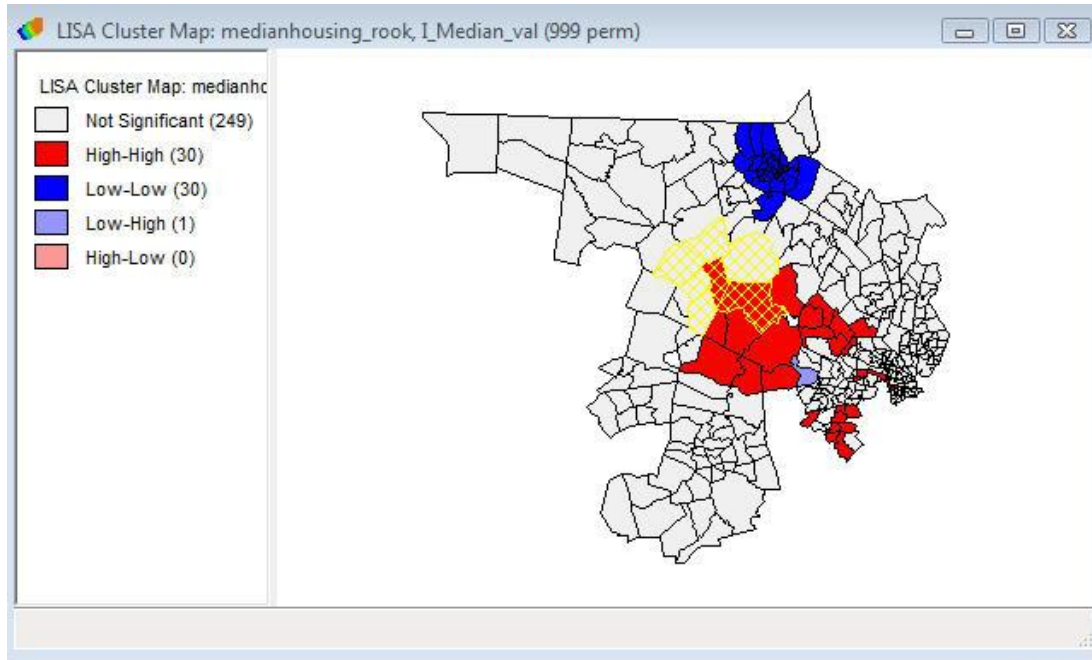 LISA Cluster Map: medianhousing_rook, I_Median_val (999 perm)
LISA Cluster Map: medianho
Not Significant (249)
High-High (30)
Low-Low (30)
Low-High (1)
High-Low (0)